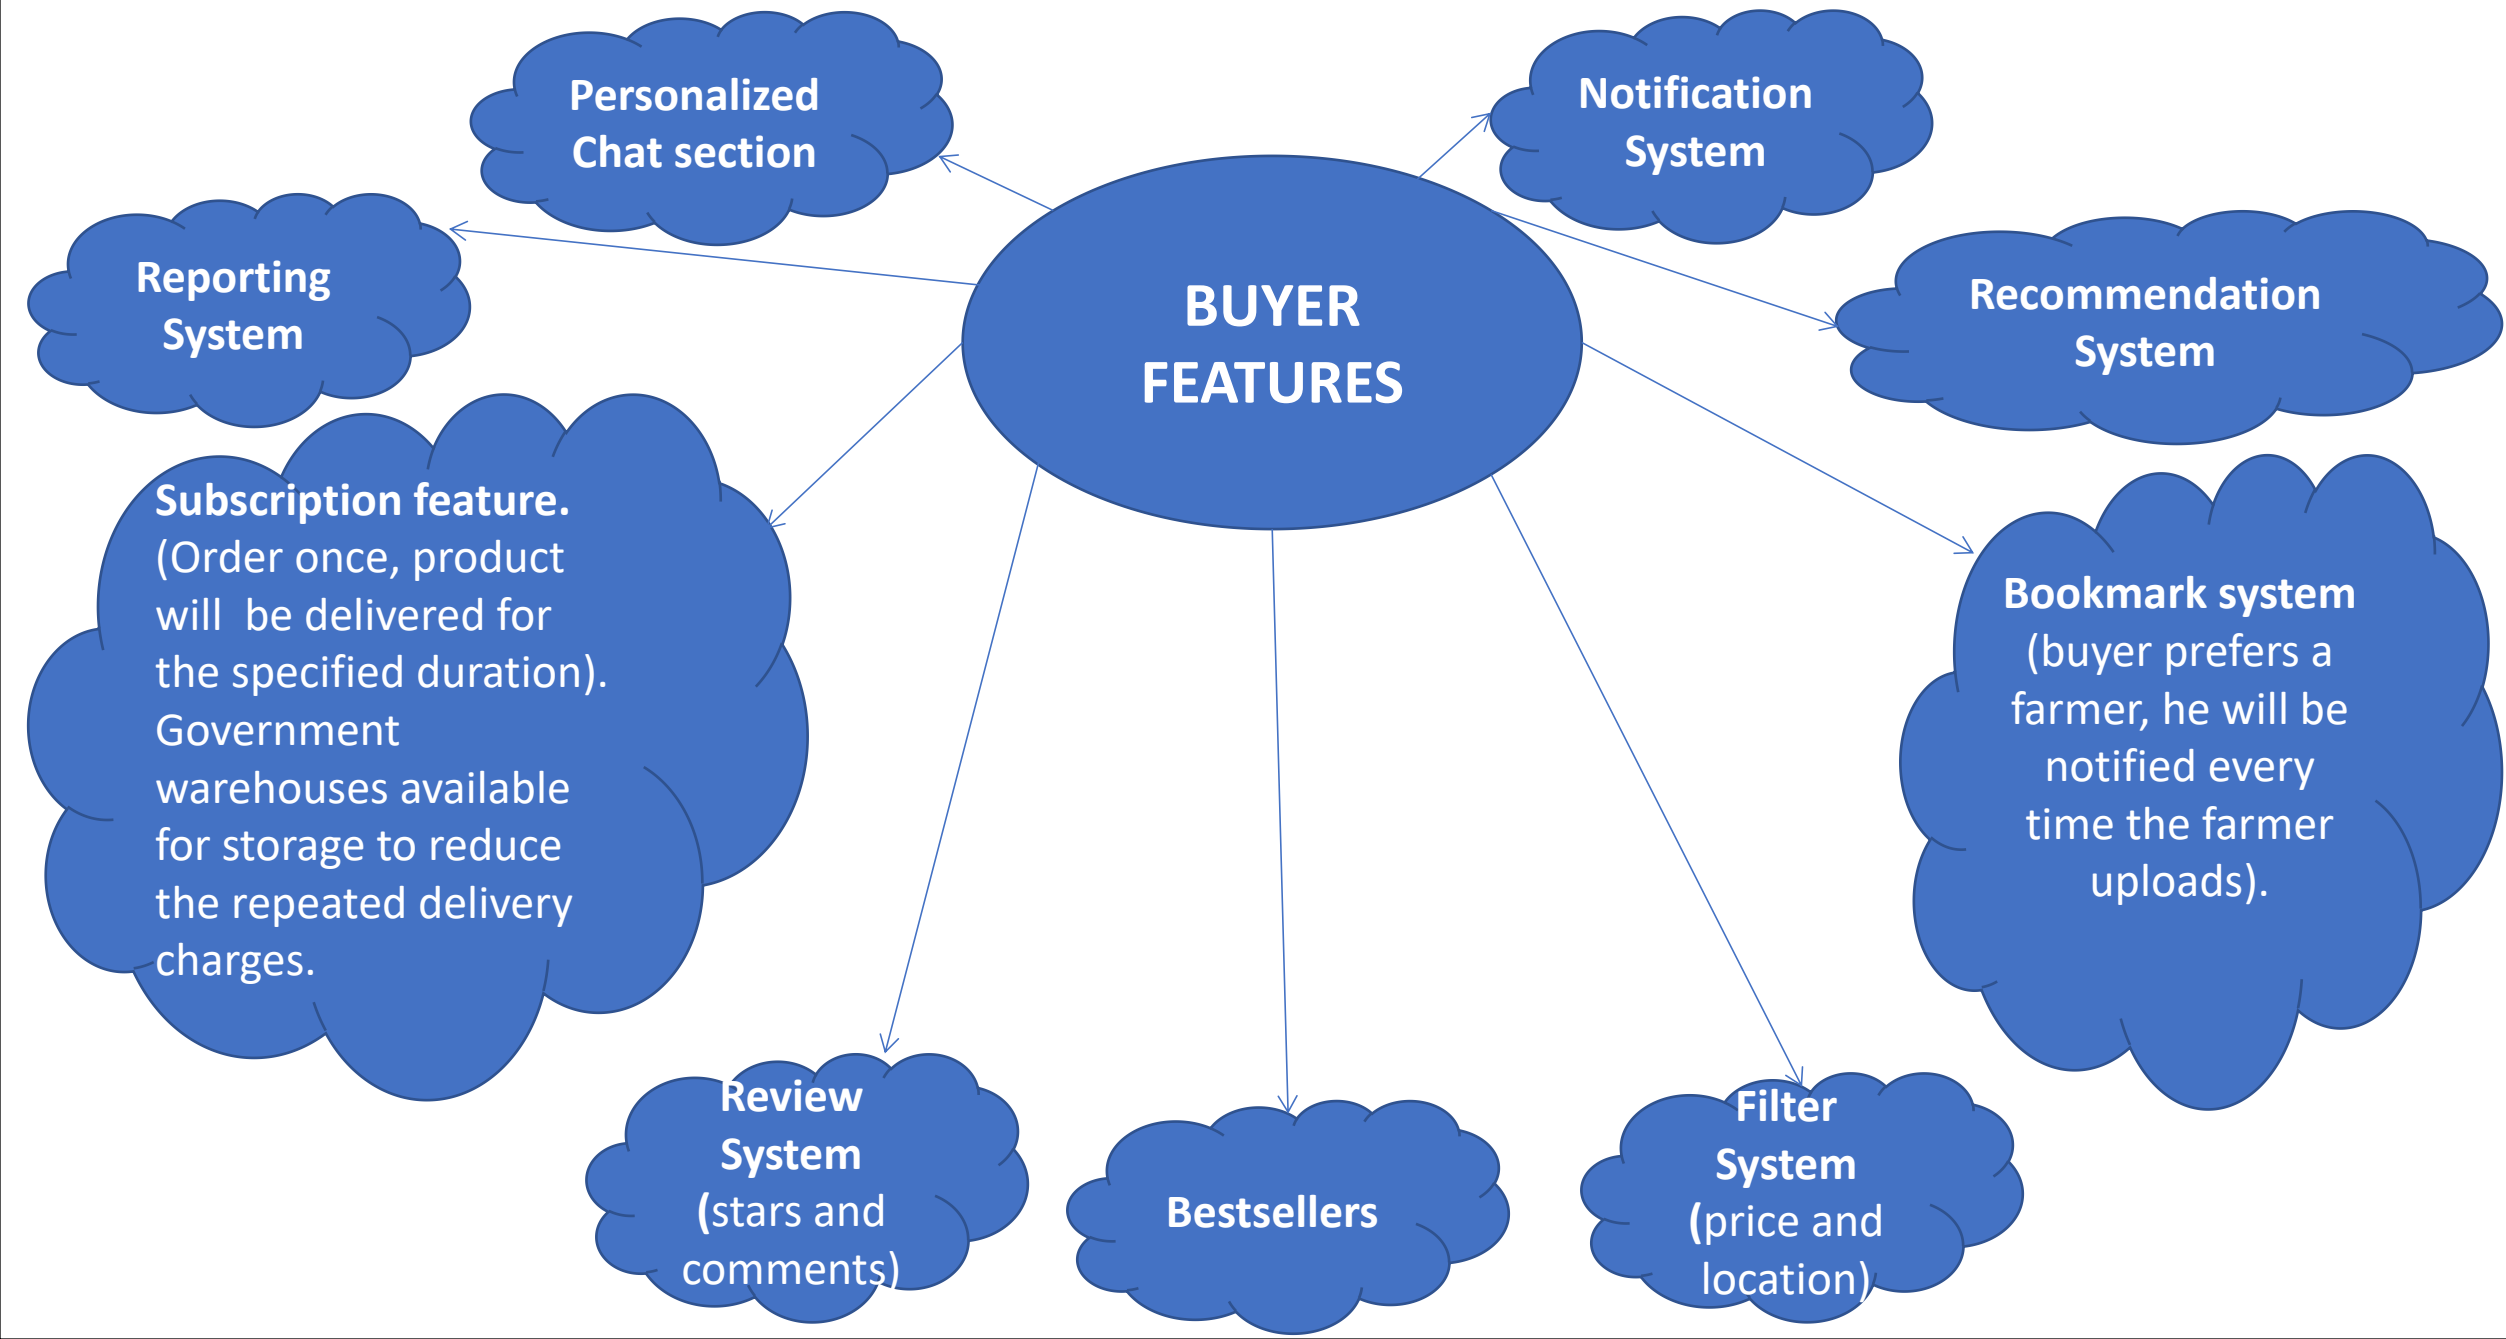 Personalized
Chat section
Notification
System
Reporting
System
BUYER
FEATURES
Recommendation
System
Subscription feature.
(Order once, product
will  be delivered for
the specified duration).
Government
warehouses available
for storage to reduce
the repeated delivery
charges.
Bookmark system
(buyer prefers a
farmer, he will be
notified every
time the farmer
uploads).
Review
System
(stars and
comments)
Bestsellers
Filter
System
(price and
location)